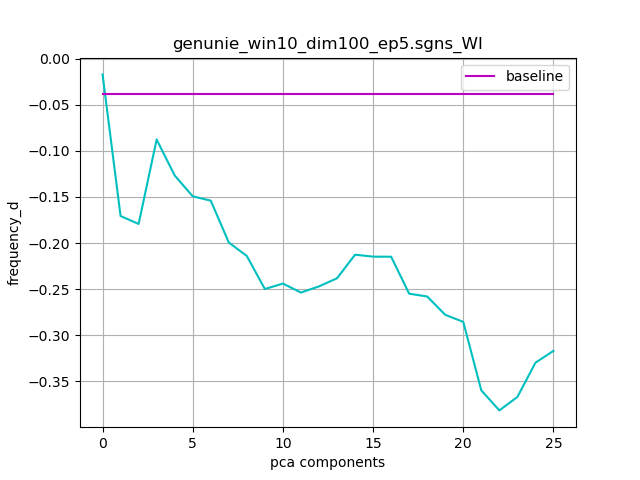 genunie_win10_dim100_ep5.sgns_WI
baseline
frequency_d
0.00
−0.05
−0.10
−0.15
−0.20
−0.25
−0.30
−0.35
0 5 10 15 20 25
pca components